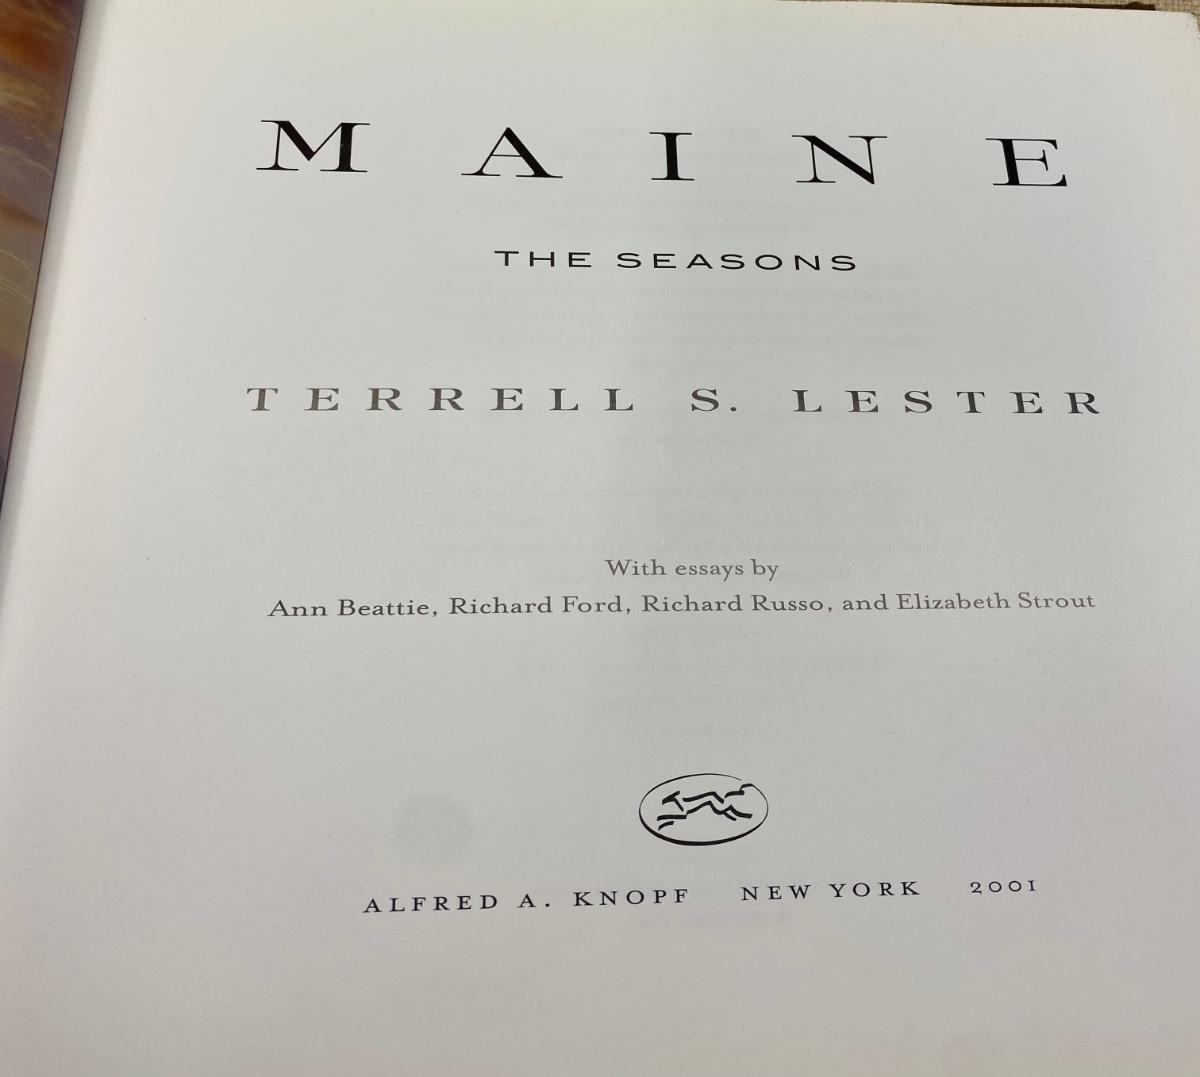 MAINE
THE SEASONS
TERRELL S. LESTER
With essays by
Ann Beattie, Richard Ford, Richard Russo, and Elizabeth Strout
ALFRED A. KNOPF NEW YORK 2001